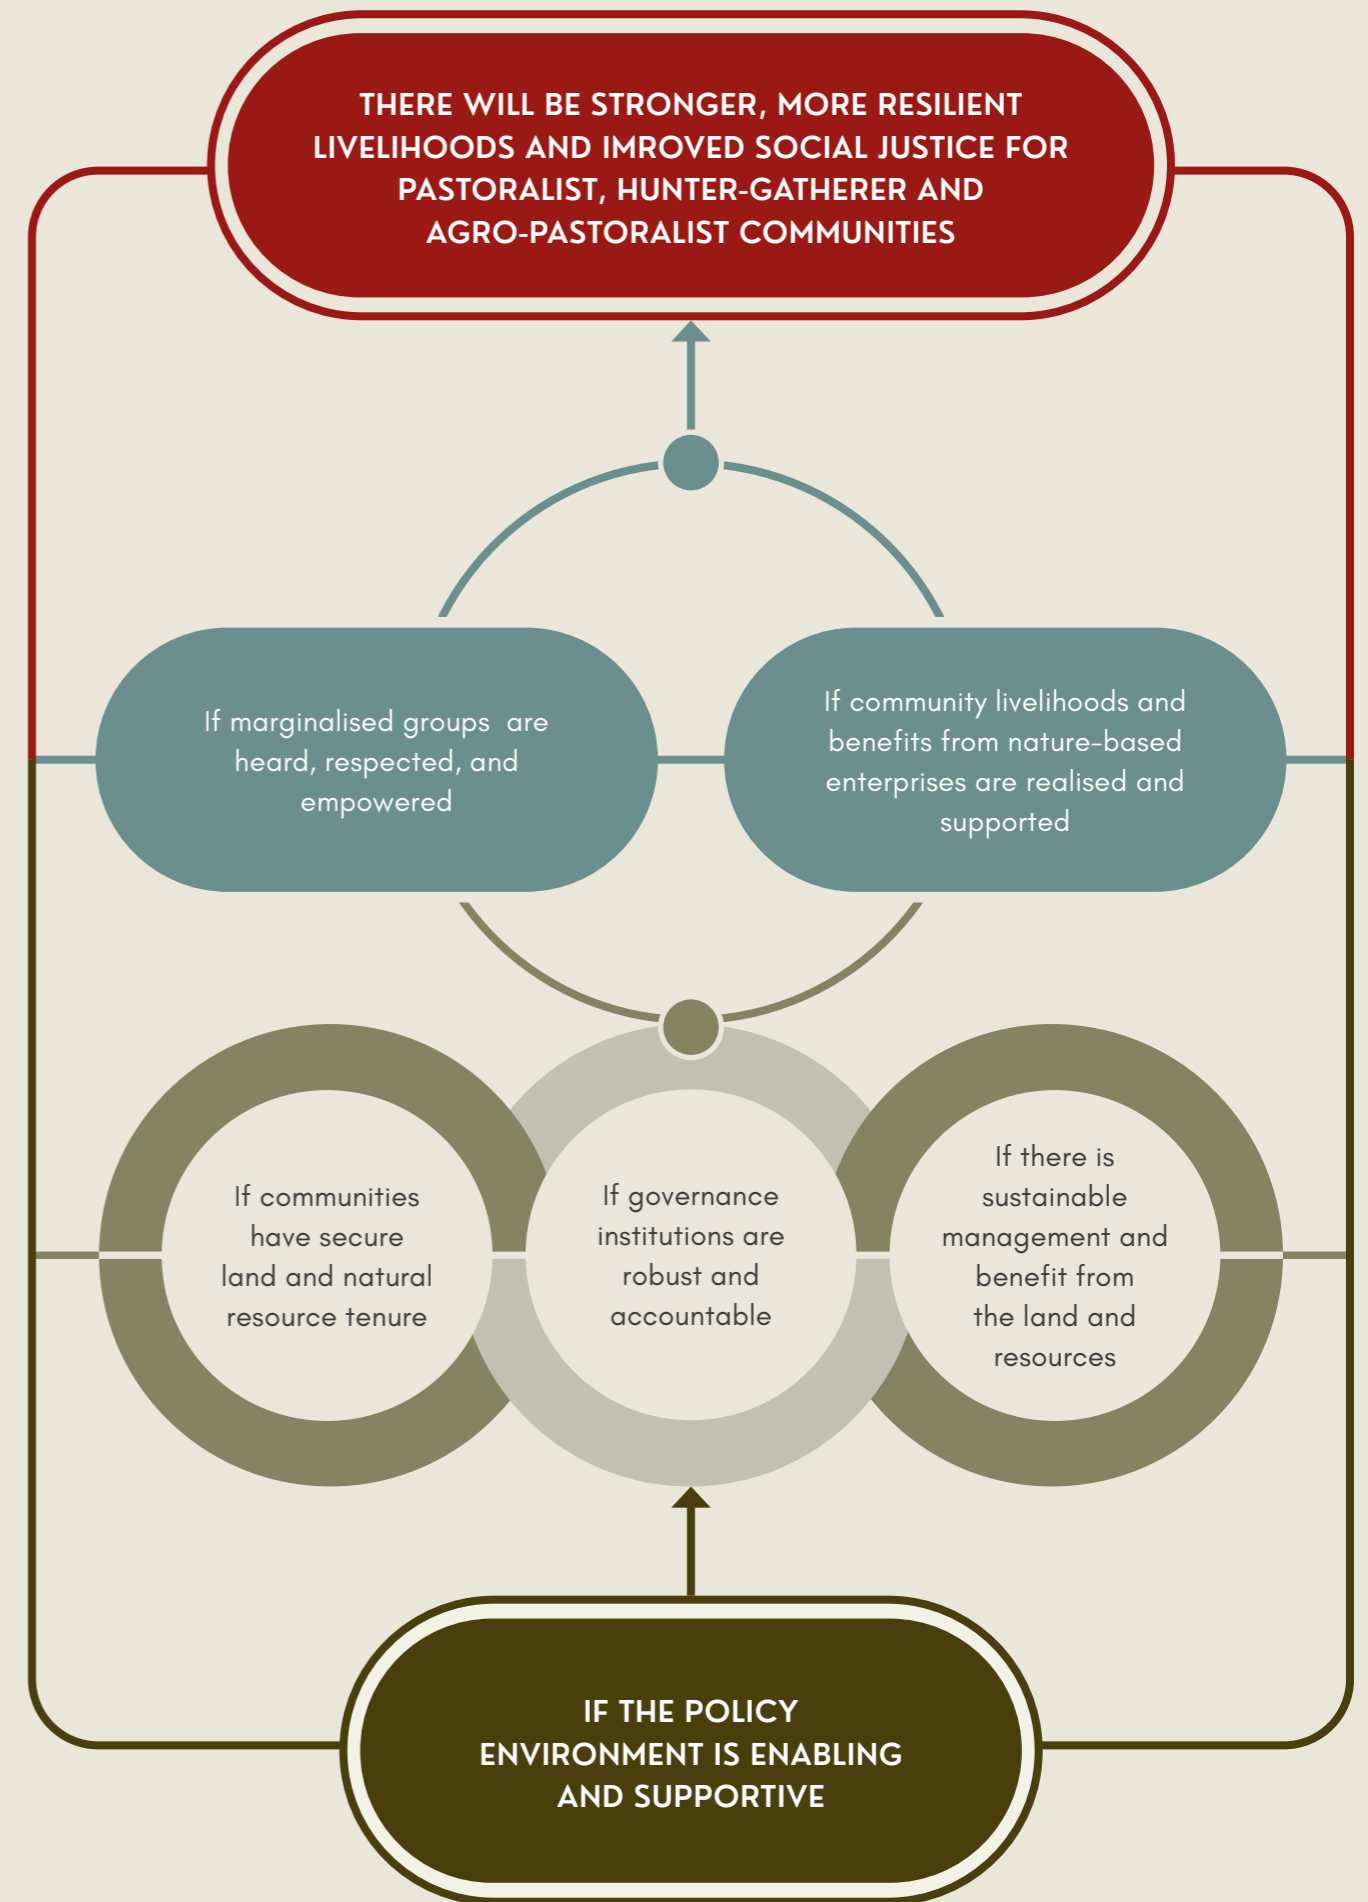 THERE WILL BE STRONGER, MORE RESILIENT
LIVELIHOODS AND IMROVED SOCIAL JUSTICE FOR
PASTORALIST, HUNTER-GATHERER AND
AGRO-PASTORALIST COMMUNITIES
If marginalised groups are
heard, respected, and
empowered
If community livelihoods and
benefits from nature-based
enterprises are realised and
supported
If communities
have secure
land and natural
resource tenure
If governance
institutions are
robust and
accountable
If there is
sustainable
management and
benefit from
the land and
resources
IF THE POLICY
ENVIRONMENT IS ENABLING
AND SUPPORTIVE